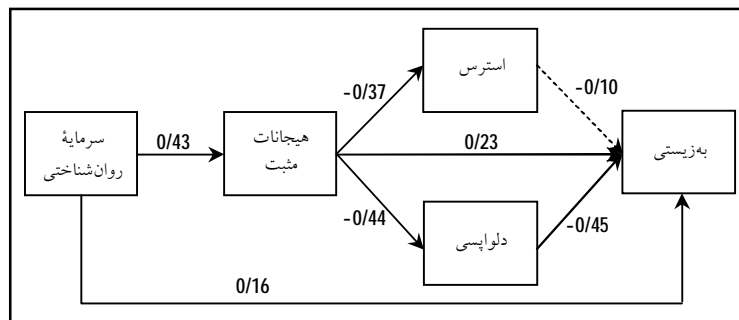 استرس
-0/37
-0/10
سرمایۀ
روان‌شناختی
0/43
هیجانات
مثبت
0/23
به‌زیستی
-0/44
دلواپسی
-0/45
0/16